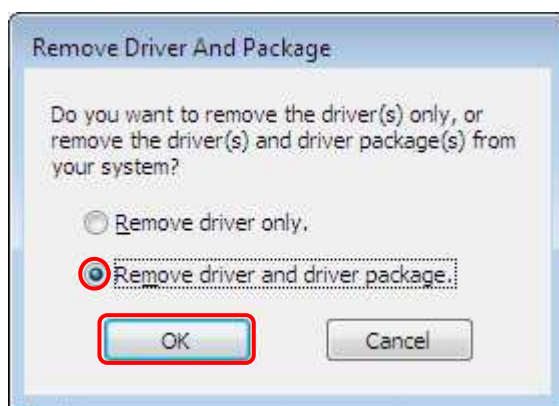 Remove Driver And Package
Do you want to remove the driver(s) only, or
remove the driver(s) and driver package(s) from
your system?
Remove driver only.
Remove driver and driver package.
OK
Cancel